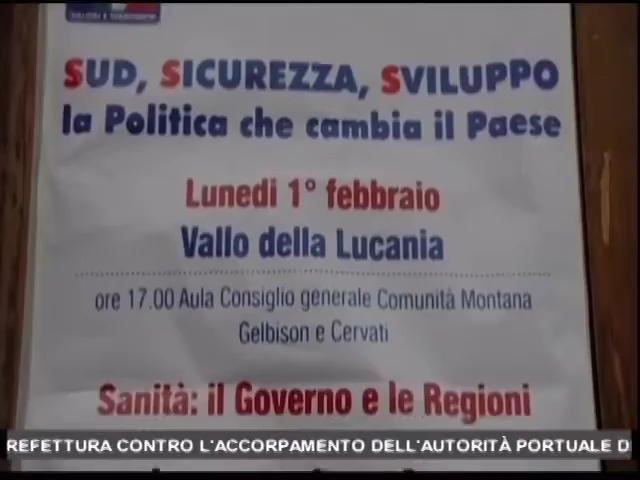 SUD, SICUREZZA, SVILUPPO
la Politica che cambia il Paese
Lunedì 1° febbraio
Vallo della Lucania
ore 17.00 Aula Consiglio generale Comunità Montana
Gelbison e Cervati
Sanità: il Governo e le Regioni
REFETTURA CONTRO L'ACCORPAMENTO DELL'AUTORITÀ PORTUALE D